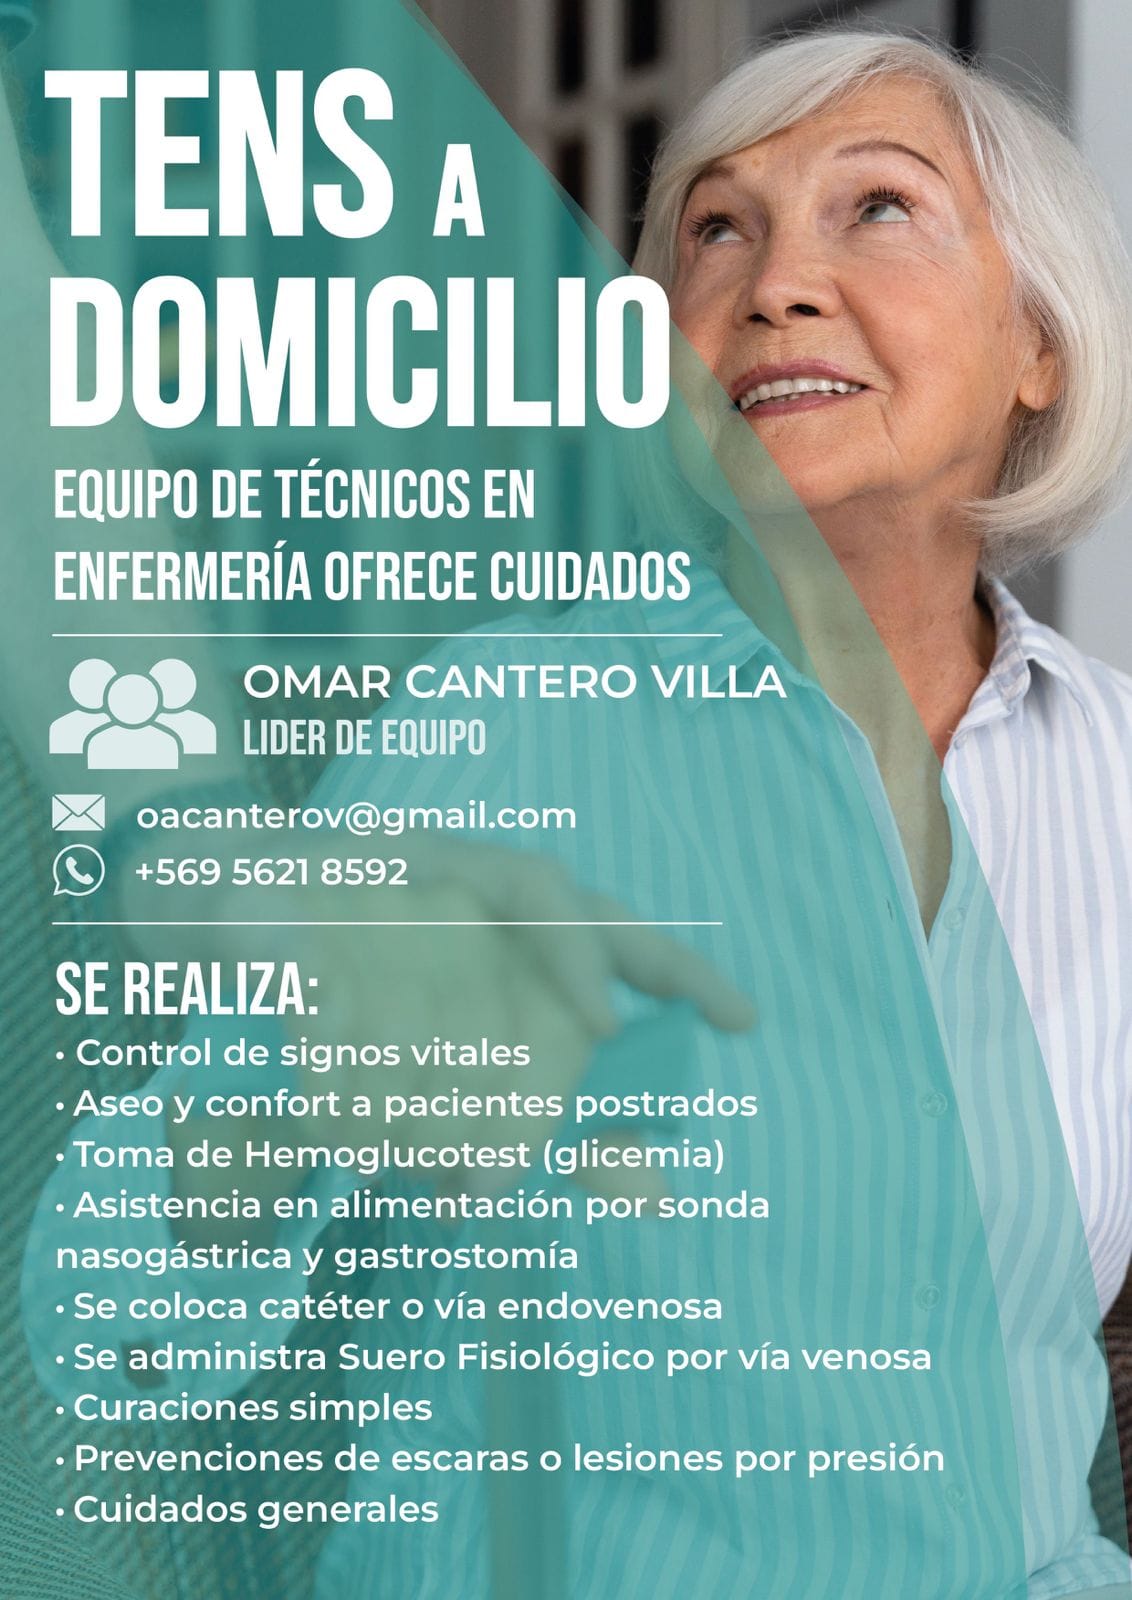 TENS A
DOMICILIO
EQUIPO DE TÉCNICOS EN
ENFERMERÍA OFRECE CUIDADOS
OMAR CANTERO VILLA
LIDER DE EQUIPO
oacanterov@gmail.com
+569 5621 8592
SE REALIZA:
• Control de signos vitales
• Aseo y confort a pacientes postrados
• Toma de Hemoglucotest (glicemia)
• Asistencia en alimentación por sonda
nasogástrica y gastrostomía
• Se coloca catéter o vía endovenosa
• Se administra Suero Fisiológico por vía venosa
• Curaciones simples
• Prevenciones de escaras o lesiones por presión
• Cuidados generales